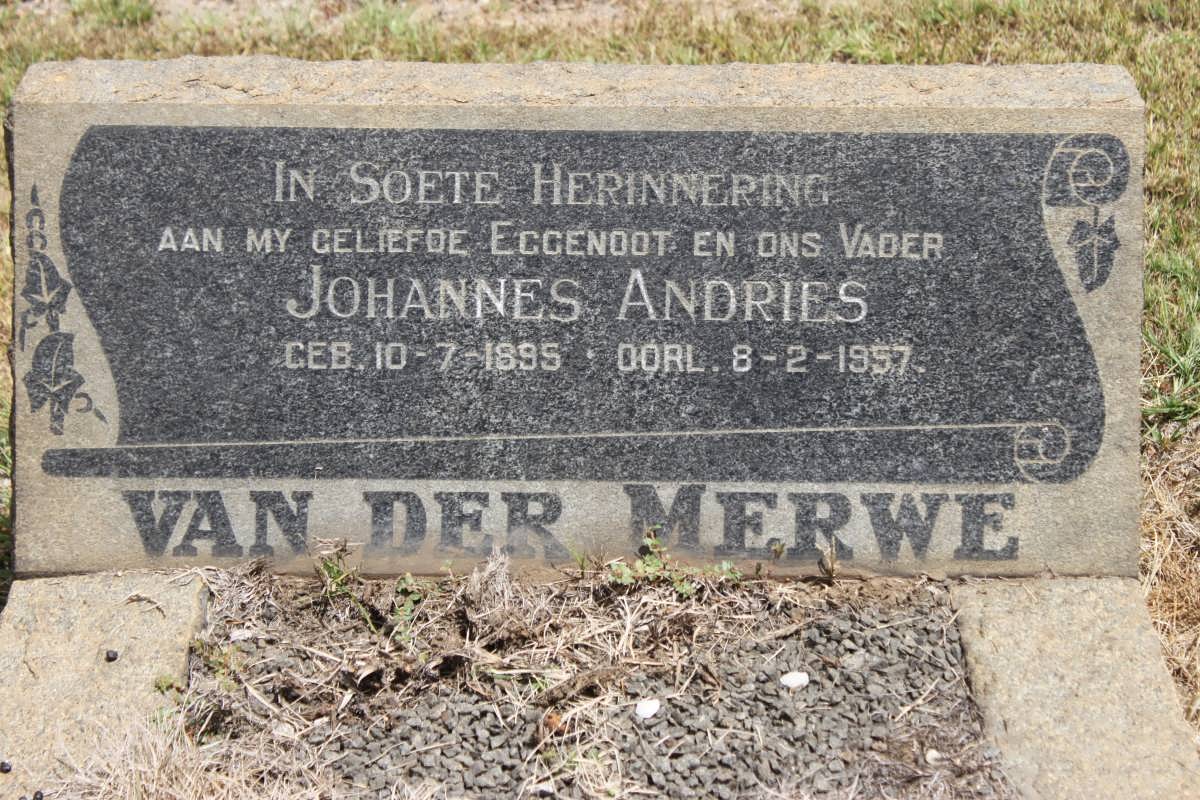 IN SOETE HERINNERING
AAN MY GELIEFDE EGGENOOT EN ONS VADER
JOHANNES ANDRIES
GEB. 10-7-1895 · OORL. 8-2-1957.
VAN DER MERWE